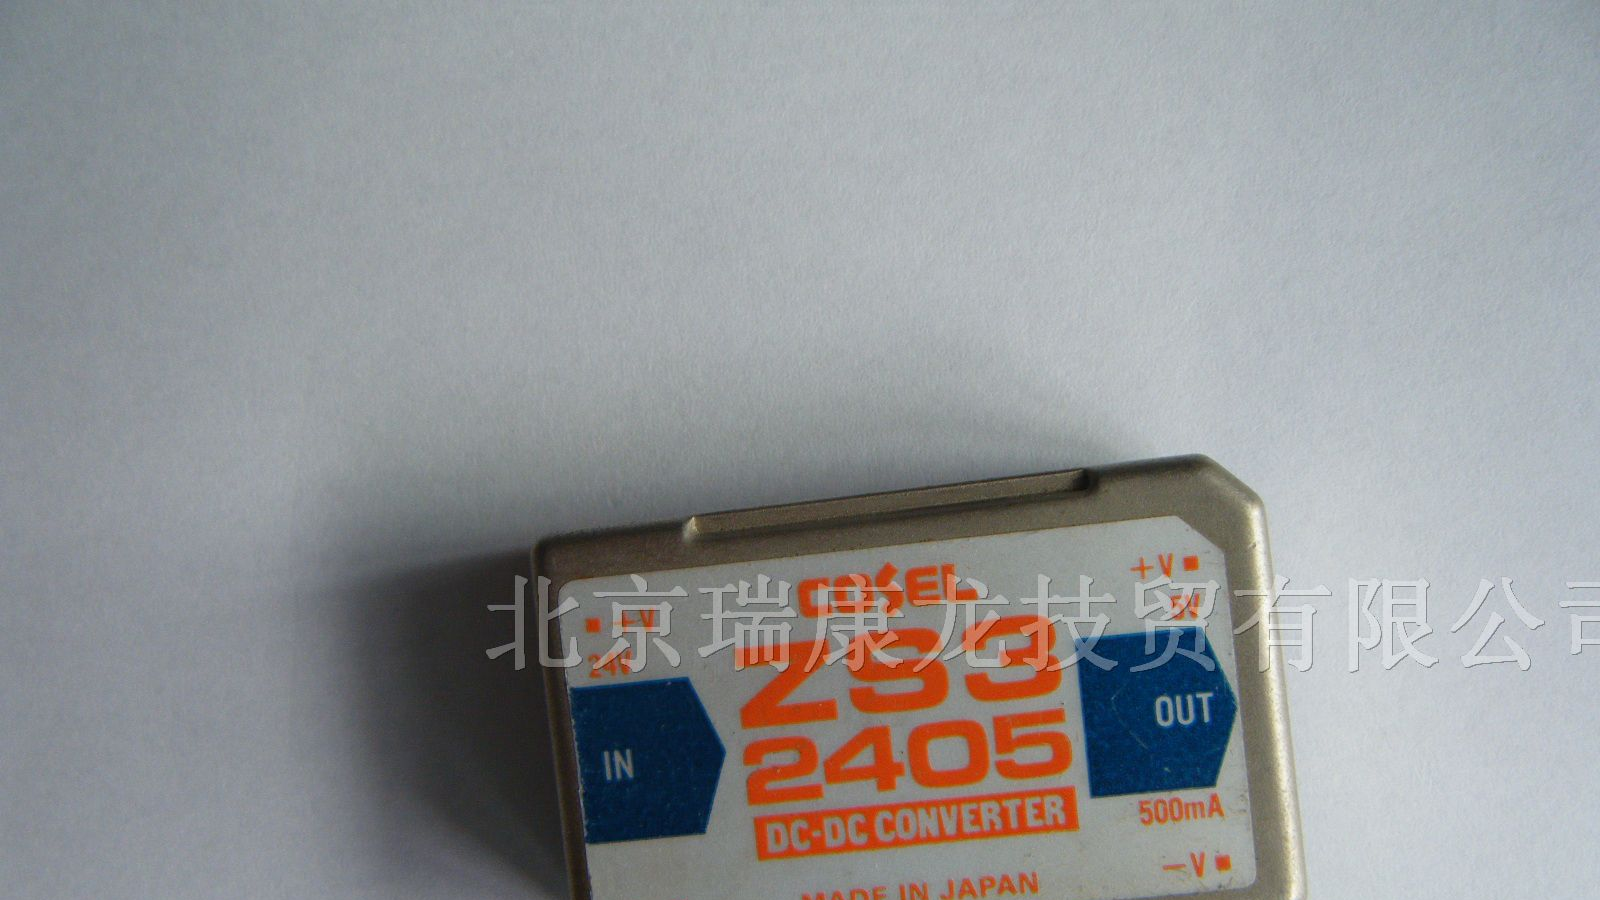 COSEL
ZS3
2405
DC-DC CONVERTER
MADE IN JAPAN
+V
24V
IN
+V
5V
OUT
500mA
-V
北京瑞康龙技贸有限公司